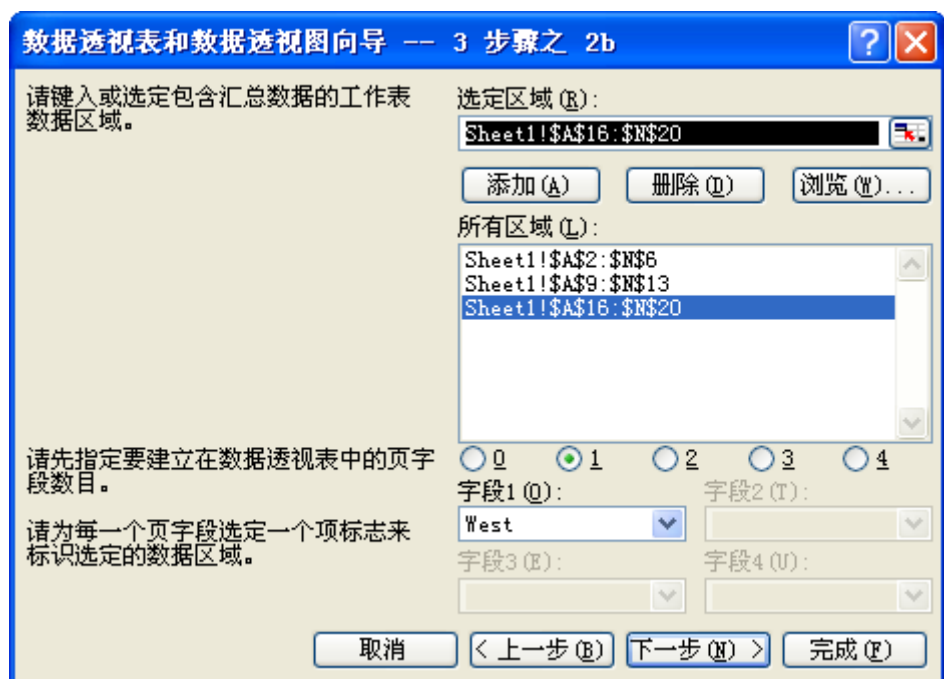 数据透视表和数据透视图向导 -- 3 步骤之 2b
请键入或选定包含汇总数据的工作表
数据区域。
选定区域(R):
Sheet1!$A$16:$N$20
添加(A)
删除(D)
浏览(W)...
所有区域(L):
Sheet1!$A$2:$N$6
Sheet1!$A$9:$N$13
Sheet1!$A$16:$N$20
请先指定要建立在数据透视表中的页字
段数目。
0
1
2
3
4
请为每一个页字段选定一个项标志来
标识选定的数据区域。
字段1(O):
字段2(T):
West
字段3(E):
字段4(U):
取消
< 上一步(B)
下一步(N) >
完成(F)